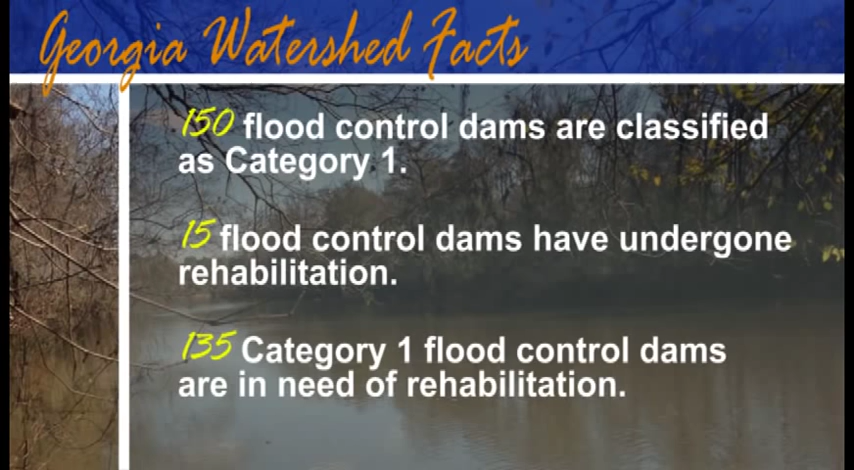 Georgia Watershed Facts
150 flood control dams are classified
as Category 1.
15 flood control dams have undergone
rehabilitation.
135 Category 1 flood control dams
are in need of rehabilitation.